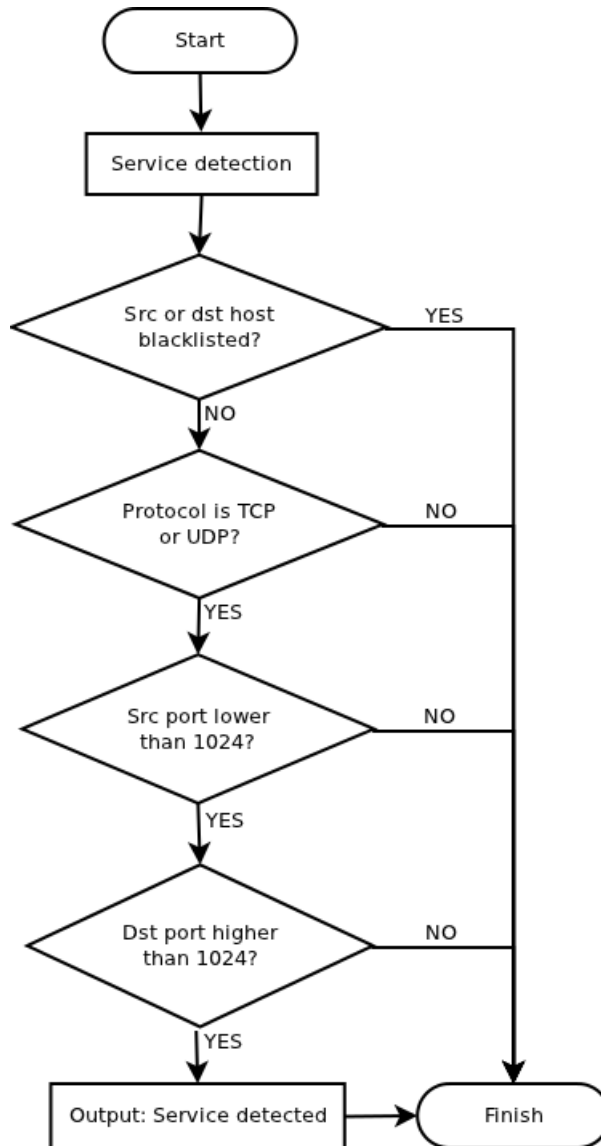 Start
Service detection
Src or dst host
blacklisted?
YES
NO
Protocol is TCP
or UDP?
NO
YES
Src port lower
than 1024?
NO
YES
Dst port higher
than 1024?
NO
YES
Output: Service detected
Finish